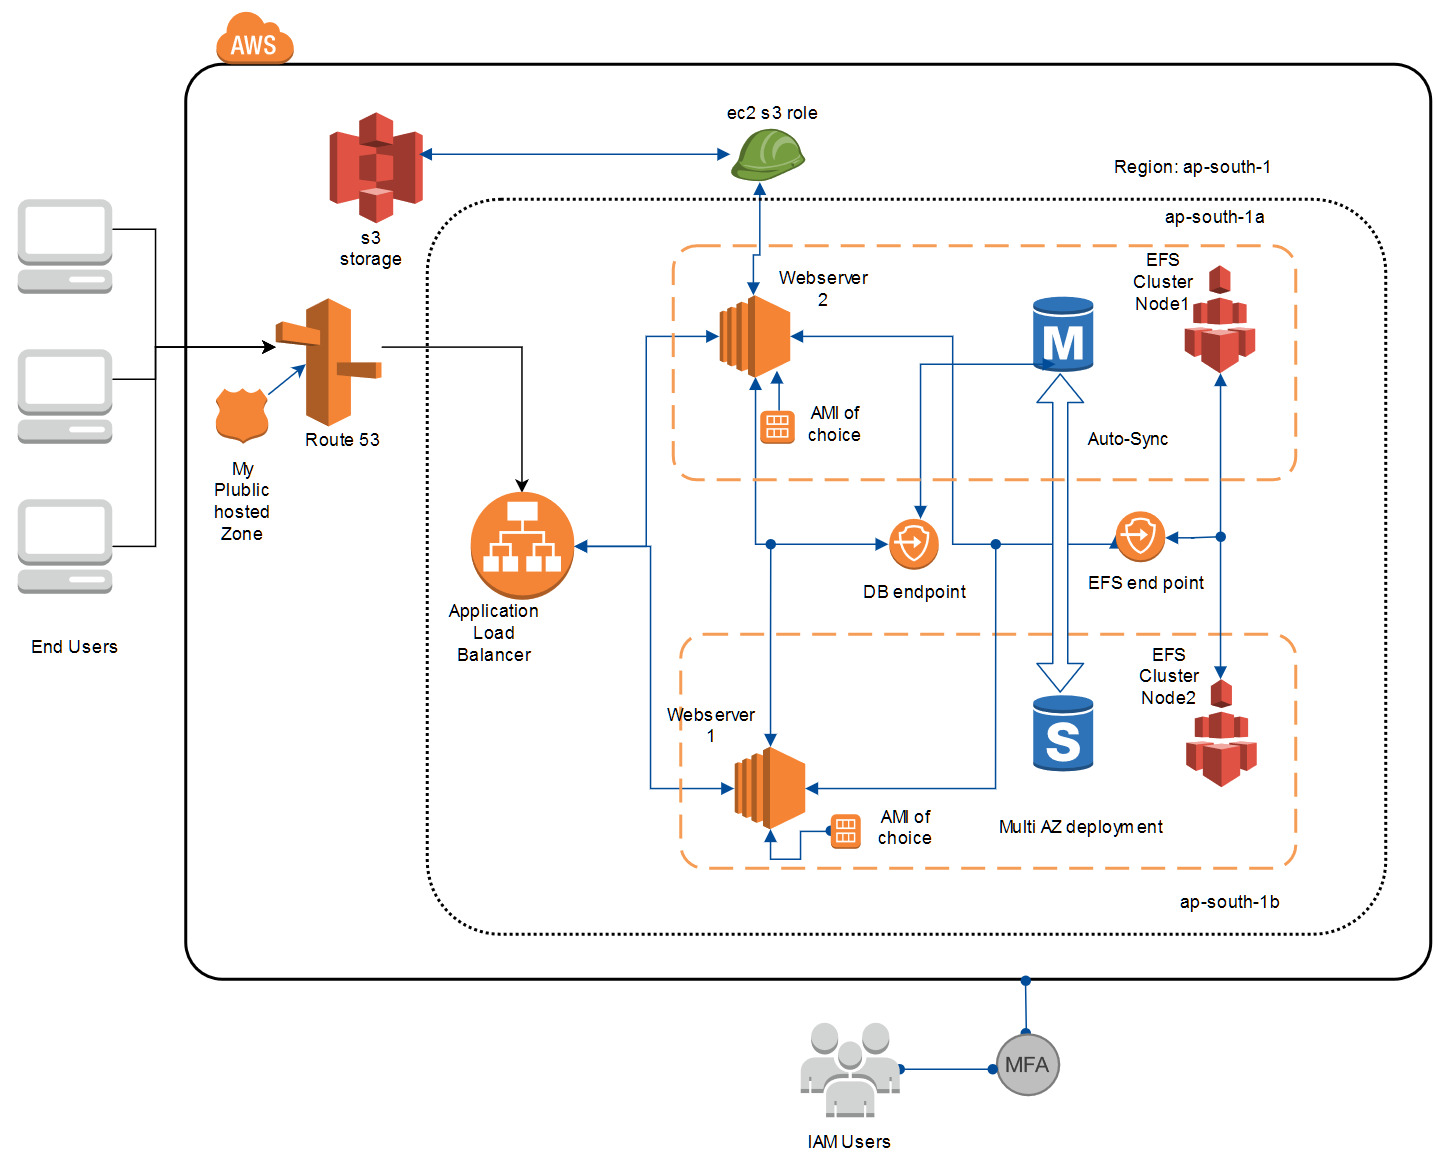 AWS
ec2 s3 role
Region: ap-south-1
s3
storage
ap-south-1a
Webserver
2
EFS
Cluster
Node1
M
AMI of
choice
Auto-Sync
Route 53
My
Plublic
hosted
Zone
End Users
Application
Load
Balancer
DB endpoint
EFS end point
EFS
Cluster
Node2
Webserver
1
S
AMI of
choice
Multi AZ deployment
ap-south-1b
MFA
IAM Users